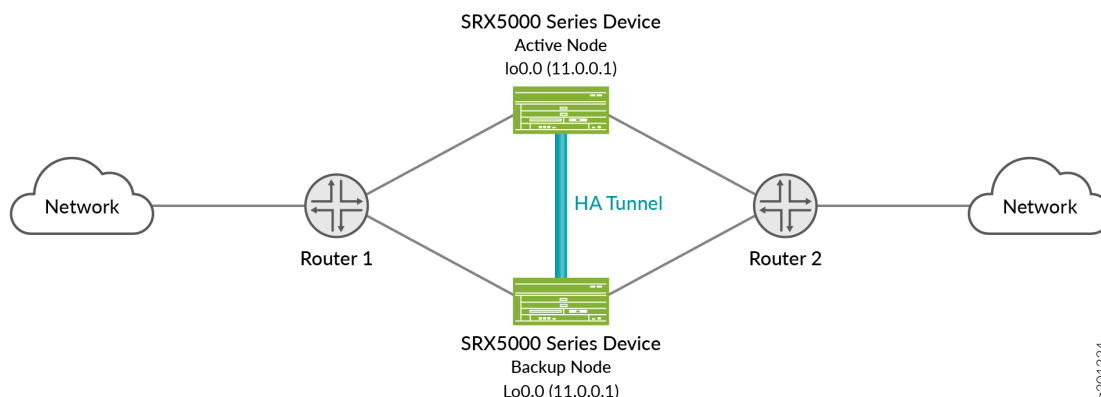 SRX5000 Series Device
Active Node
lo0.0 (11.0.0.1)
Network
HA Tunnel
Network
Router 1
Router 2
SRX5000 Series Device
Backup Node
Lo0.0 (11.0.0.1)